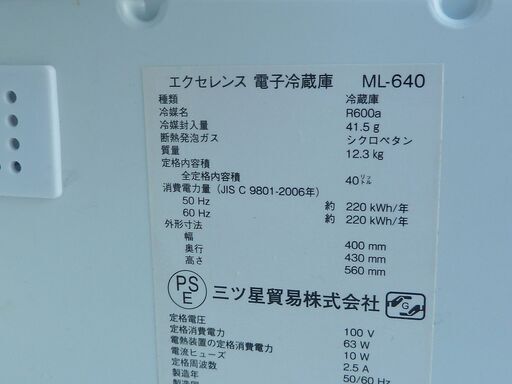 エクセレンス 電子冷蔵庫 ML-640
種類 冷蔵庫
冷媒名 R600a
冷媒封入量 41.5 g
断熱発泡ガス シクロペタン
質量 12.3 kg
定格内容積
全定格内容積 40 リットル
消費電力量 (JIS C 9801-2006年)
50 Hz 約 220 kWh/年
60 Hz 約 220 kWh/年
外形寸法
幅 400 mm
奥行 430 mm
高さ 560 mm
PS E 三ツ星貿易株式会社 G
定格電圧 100 V
定格消費電力 63 W
電熱装置の定格消費電力 10 W
電流ヒューズ 2.5 A
定格周波数 50/60 Hz
製造年